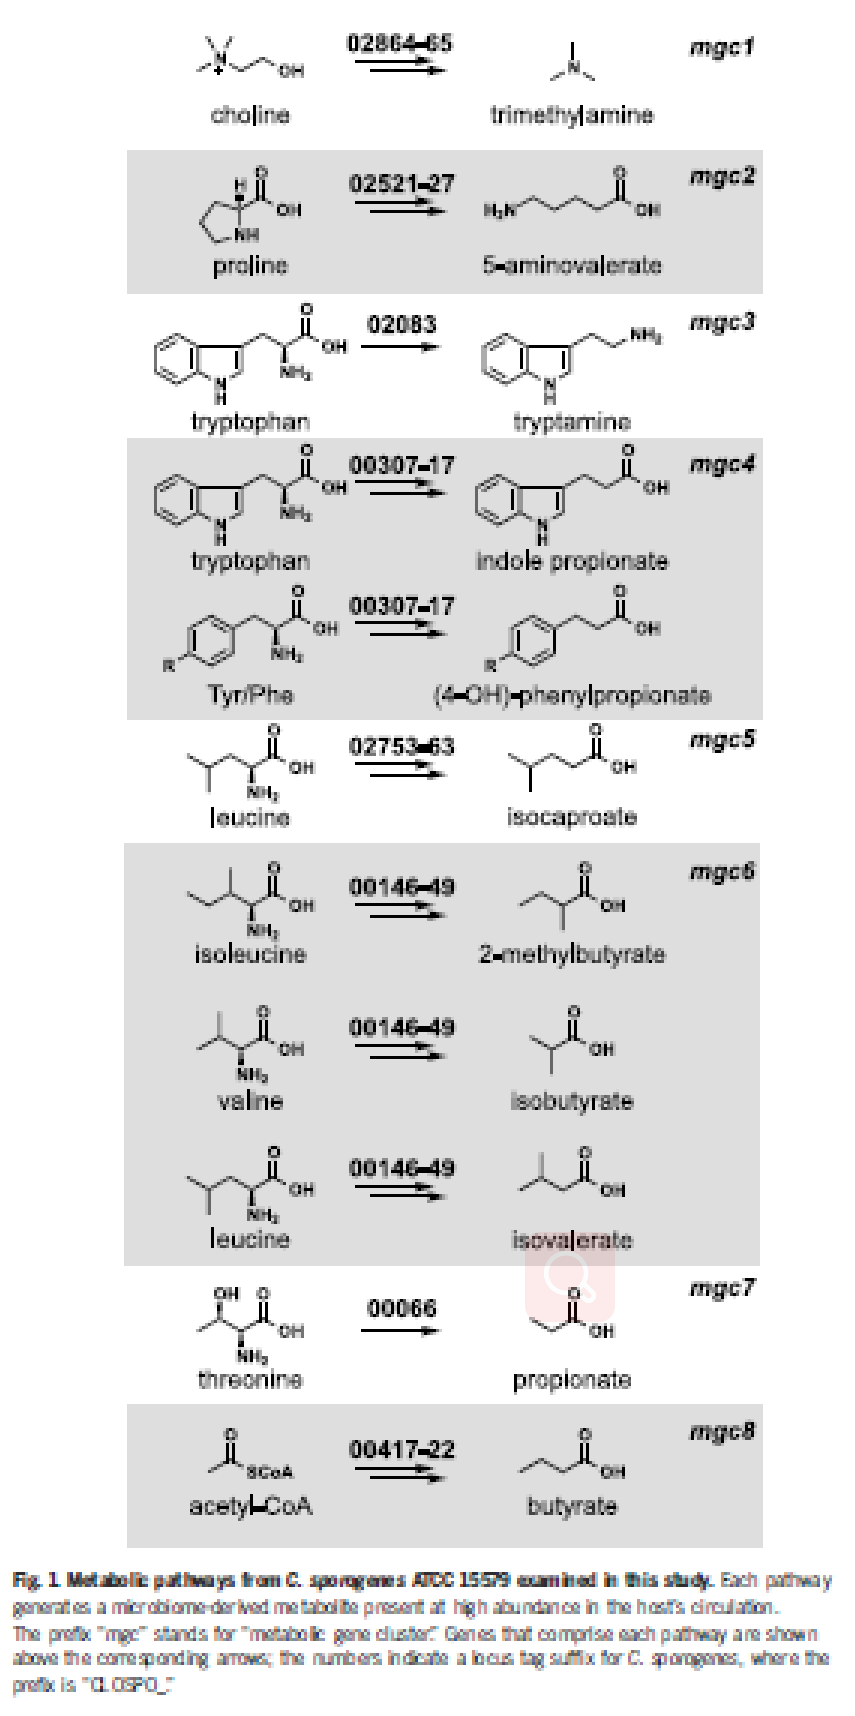 02864-65
mgc1
N
+
OH
N
choline
trimethylamine
mgc2
02521-27
H
O
OH
NH
H₂N
O
OH
proline
5-aminovalerate
mgc3
02083
O
OH
NH₂
N
H
NH₂
N
H
tryptophan
tryptamine
mgc4
00307-17
O
OH
NH₂
N
H
O
OH
N
H
tryptophan
indole propionate
00307-17
O
OH
NH₂
R
O
OH
R
Tyr/Phe
(4-OH)-phenylpropionate
mgc5
02753-63
O
OH
NH₂
O
OH
leucine
isocaproate
mgc6
00146-49
O
OH
NH₂
O
OH
isoleucine
2-methylbutyrate
00146-49
O
OH
NH₂
O
OH
valine
isobutyrate
00146-49
O
OH
NH₂
O
OH
leucine
isovalerate
mgc7
00066
OH
O
OH
NH₂
O
OH
threonine
propionate
mgc8
00417-22
O
SCoA
O
OH
acetyl-CoA
butyrate
Fig. 1 Metabolic pathways from C. sporogenes ATCC 15579 examined in this study. Each pathway
generates a microbiome-derived metabolite present at high abundance in the host's circulation.
The prefix "mgc" stands for "metabolic gene cluster." Genes that comprise each pathway are shown
above the corresponding arrows; the numbers indicate a locus tag suffix for C. sporogenes, where the
prefix is "CLOSPO_."